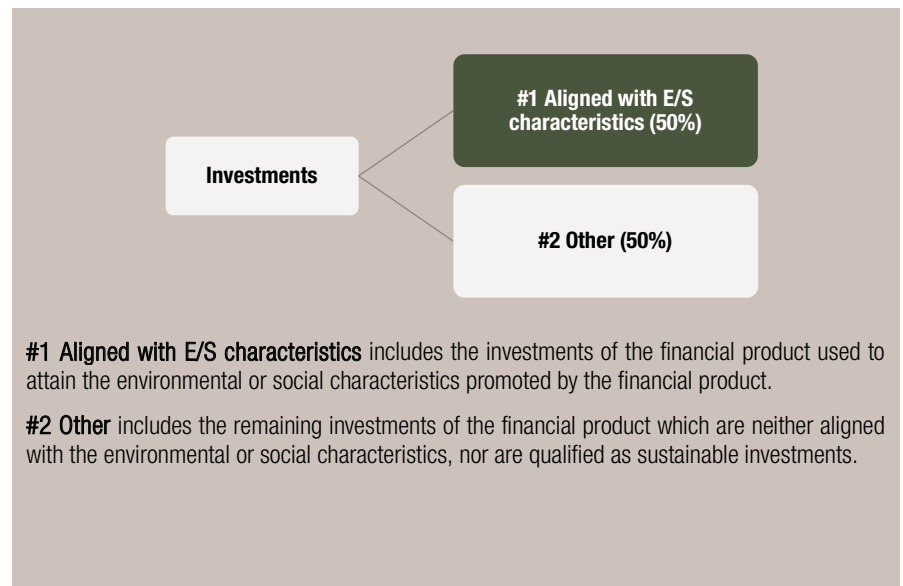 #1 Aligned with E/S
characteristics (50%)
Investments
#2 Other (50%)
#1 Aligned with E/S characteristics includes the investments of the financial product used to
attain the environmental or social characteristics promoted by the financial product.
#2 Other includes the remaining investments of the financial product which are neither aligned
with the environmental or social characteristics, nor are qualified as sustainable investments.